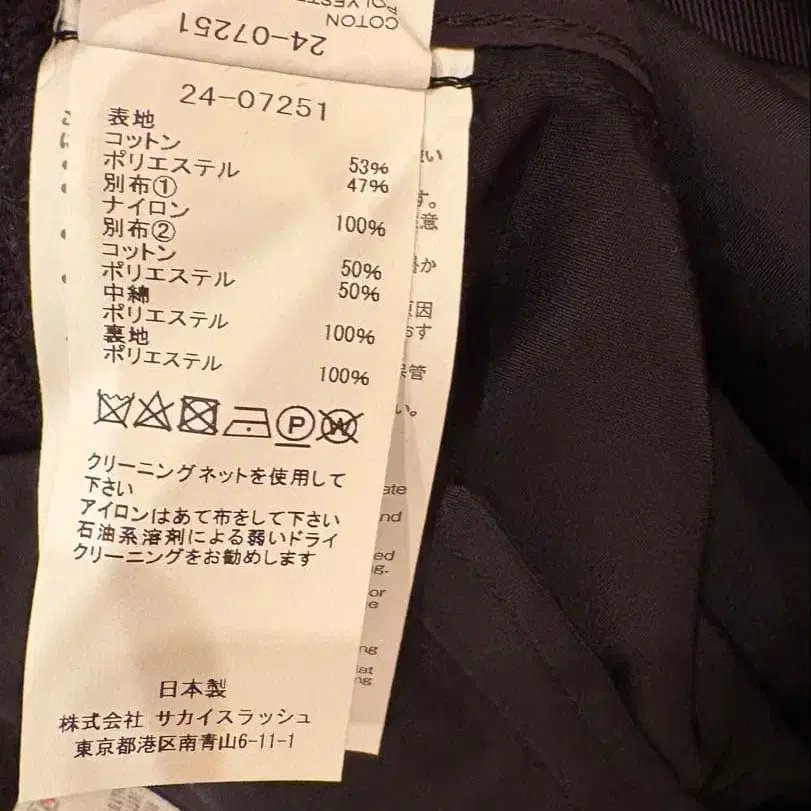 COTON
24-07251
24-07251
表地
コットン
ポリエステル 53%
別布① 47%
ナイロン
別布② 100%
コットン
ポリエステル 50%
中綿 50%
ポリエステル
裏地 100%
ポリエステル
100%
P
W
クリーニングネットを使用して
下さい
アイロンはあて布をして下さい
石油系溶剤による弱いドライ
クリーニングをお勧めします
日本製
株式会社 サカイスラッシュ
東京都港区南青山6-11-1